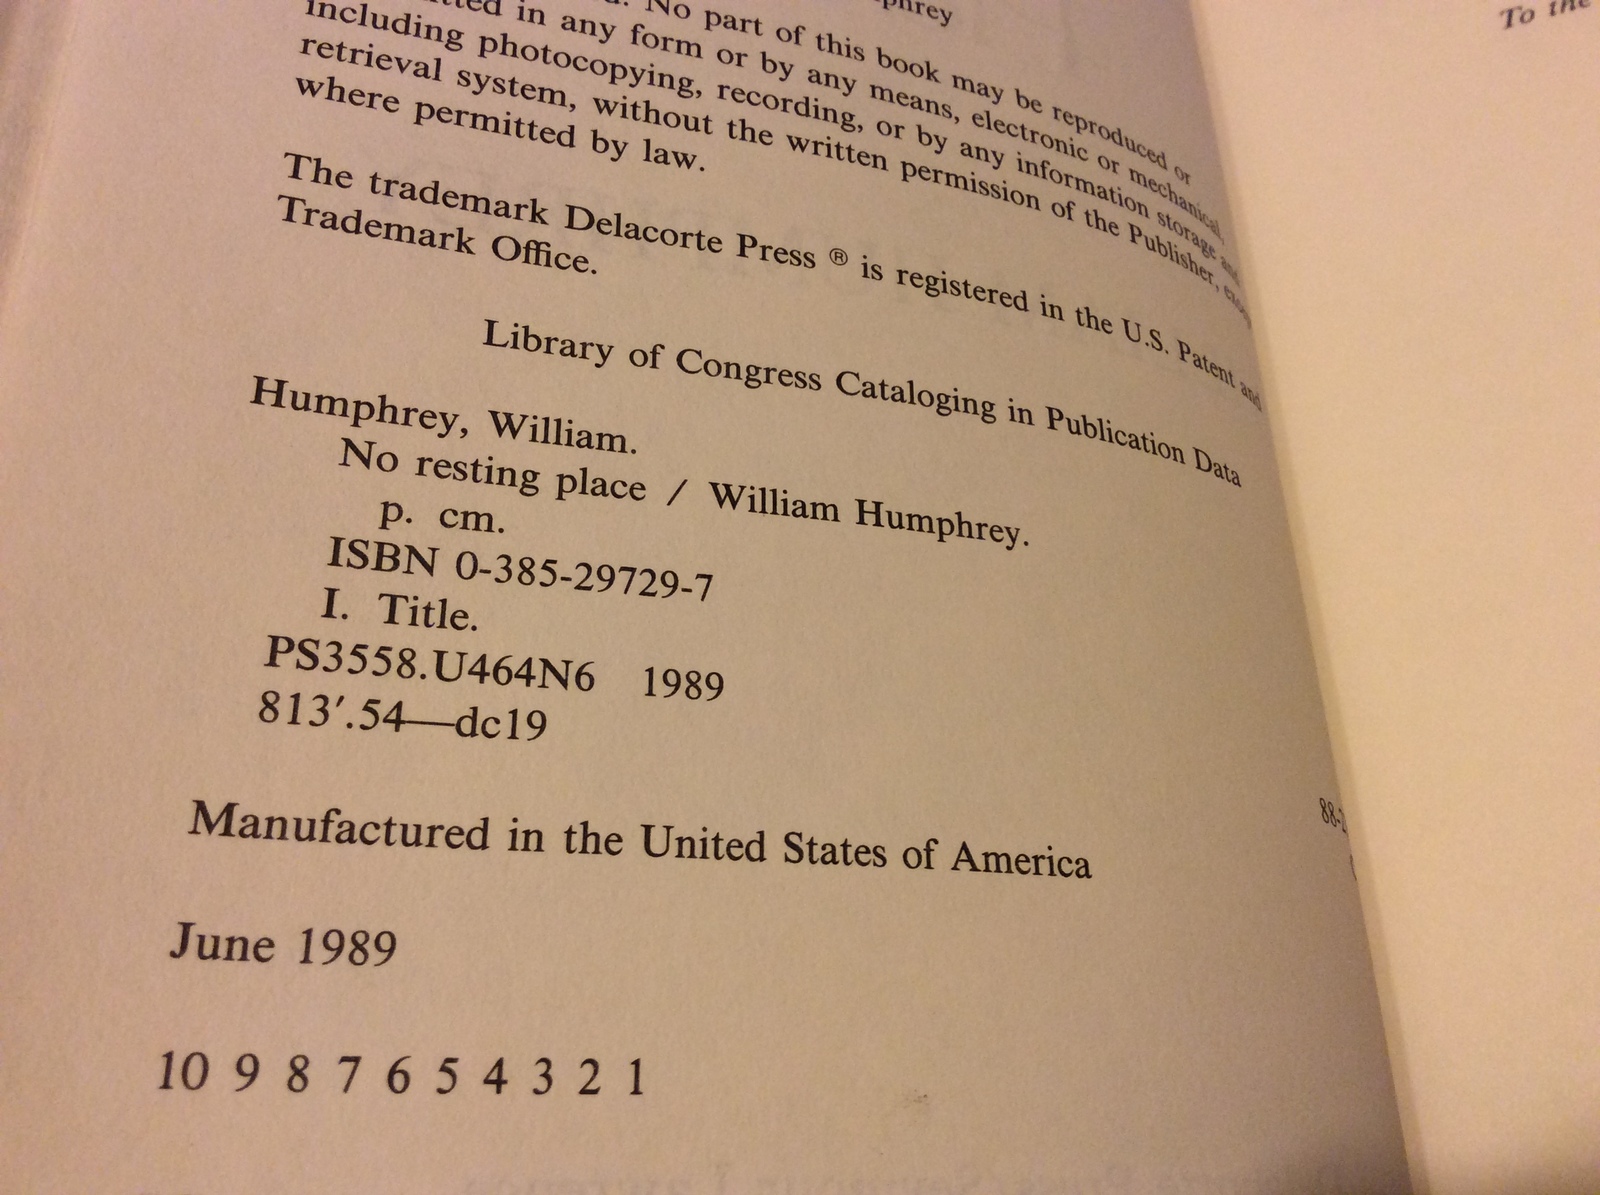 No part of this book may be reproduced or
in any form or by any means, electronic or mechanical,
including photocopying, recording, or by any information storage and
retrieval system, without the written permission of the Publisher, except
where permitted by law.
The trademark Delacorte Press ® is registered in the U.S. Patent and
Trademark Office.
Library of Congress Cataloging in Publication Data
Humphrey, William.
No resting place / William Humphrey.
p. cm.
ISBN 0-385-29729-7
I. Title.
PS3558.U464N6 1989
813′.54—dc19
Manufactured in the United States of America
June 1989
10 9 8 7 6 5 4 3 2 1
To the